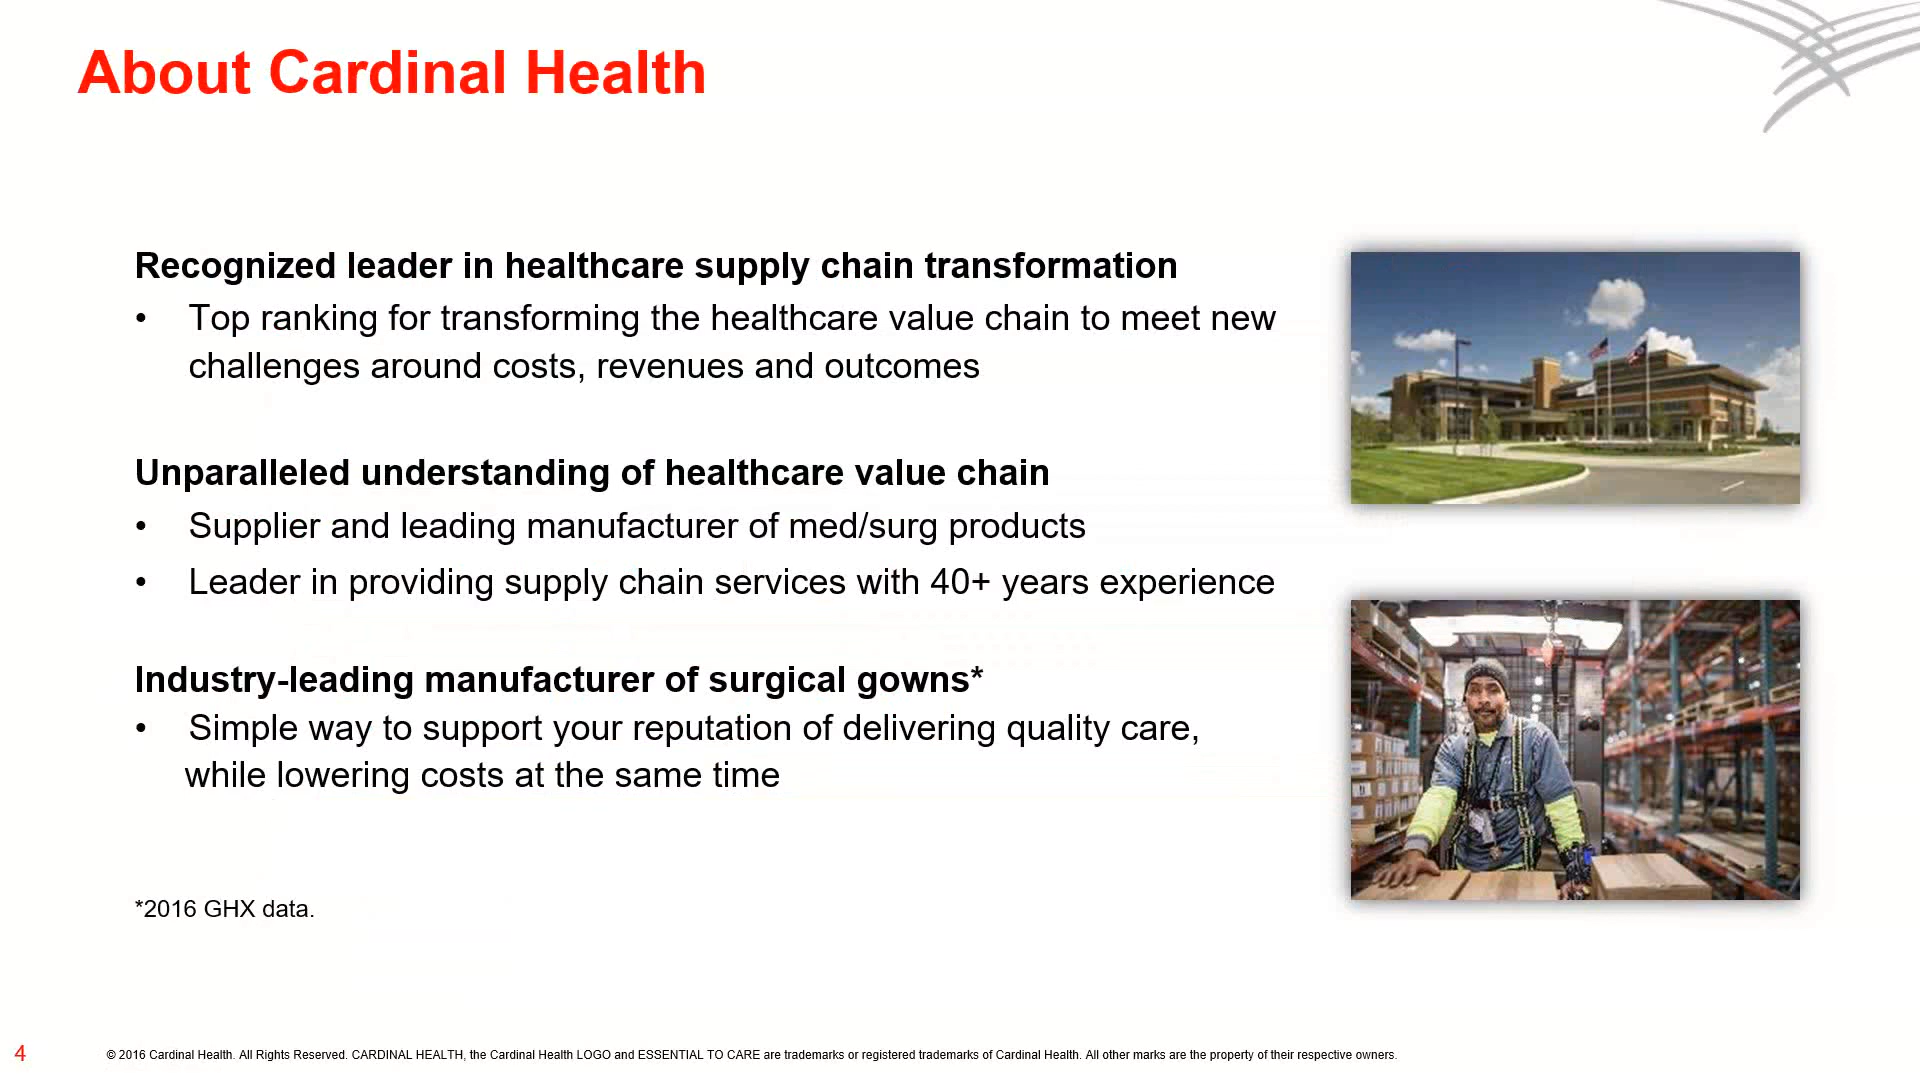 About Cardinal Health
Recognized leader in healthcare supply chain transformation
• Top ranking for transforming the healthcare value chain to meet new
challenges around costs, revenues and outcomes
Unparalleled understanding of healthcare value chain
• Supplier and leading manufacturer of med/surg products
• Leader in providing supply chain services with 40+ years experience
Industry-leading manufacturer of surgical gowns*
• Simple way to support your reputation of delivering quality care,
while lowering costs at the same time
*2016 GHX data.
4
© 2016 Cardinal Health. All Rights Reserved. CARDINAL HEALTH, the Cardinal Health LOGO and ESSENTIAL TO CARE are trademarks or registered trademarks of Cardinal Health. All other marks are the property of their respective owners.